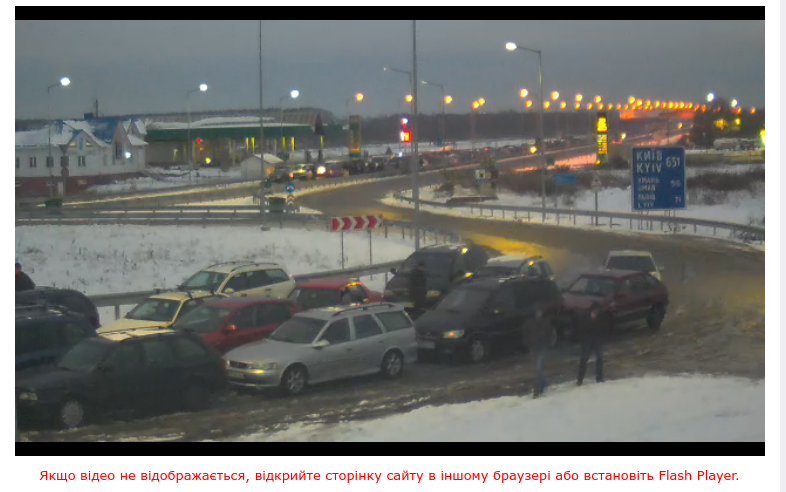 КИЇВ
KYIV 651
Якщо відео не відображається, відкрийте сторінку сайту в іншому браузері або встановіть Flash Player.